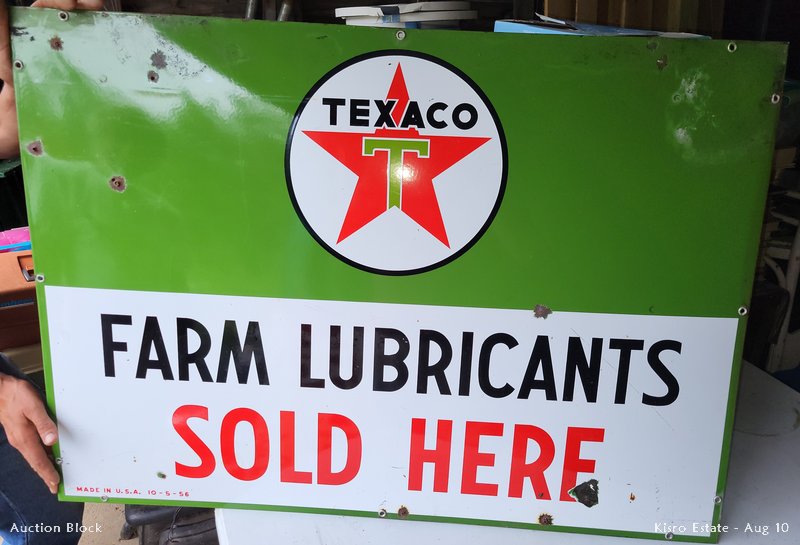 TEXACO
T
FARM LUBRICANTS
SOLD HERE
MADE IN U.S.A. 10-5-56
Auction Block
Kisro Estate - Aug 10